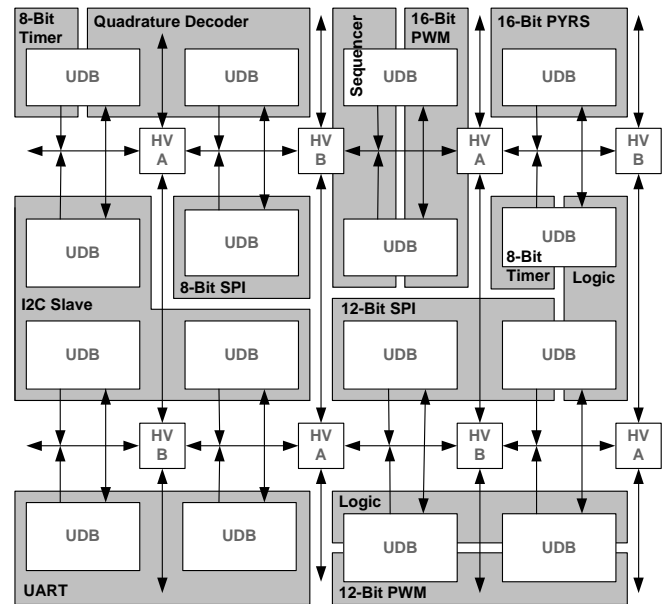 8-Bit
Timer
Quadrature Decoder
Sequencer
16-Bit
PWM
16-Bit PYRS
UDB
UDB
UDB
UDB
HV
A
HV
B
HV
A
HV
B
UDB
UDB
UDB
UDB
8-Bit SPI
8-Bit
Timer
Logic
I2C Slave
12-Bit SPI
UDB
UDB
UDB
UDB
HV
B
HV
A
HV
B
HV
A
Logic
UDB
UDB
UDB
UDB
UART
12-Bit PWM